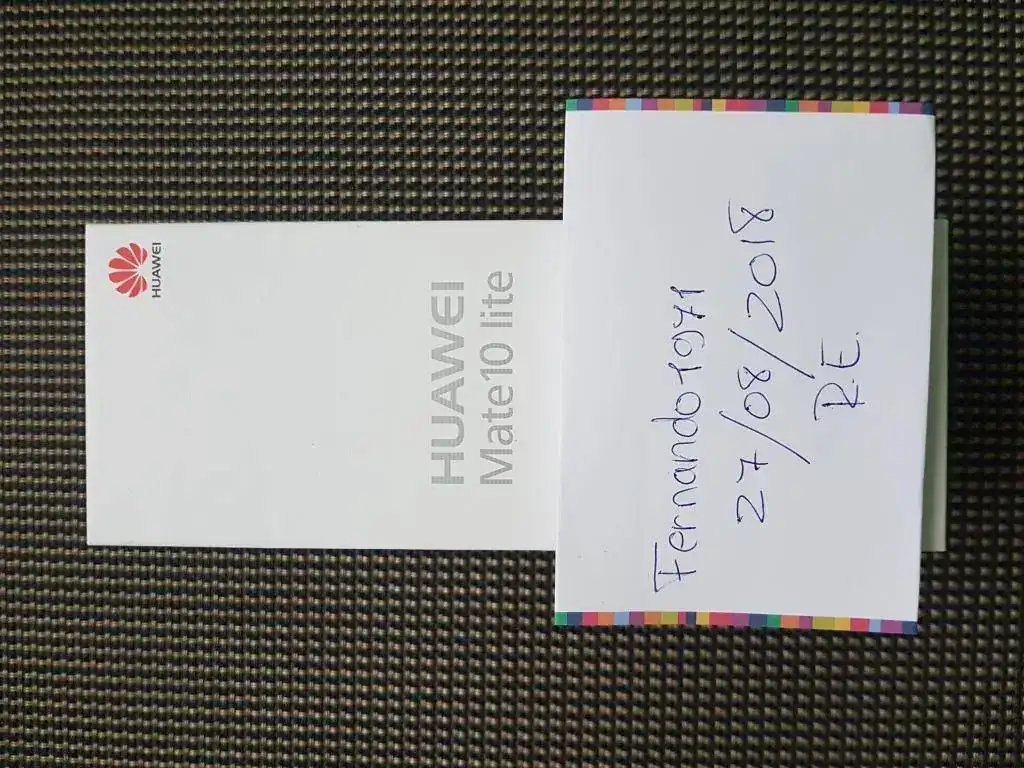 HUAWEI
HUAWEI
Mate10 lite
Fernando1971
27/08/2018
R.E.